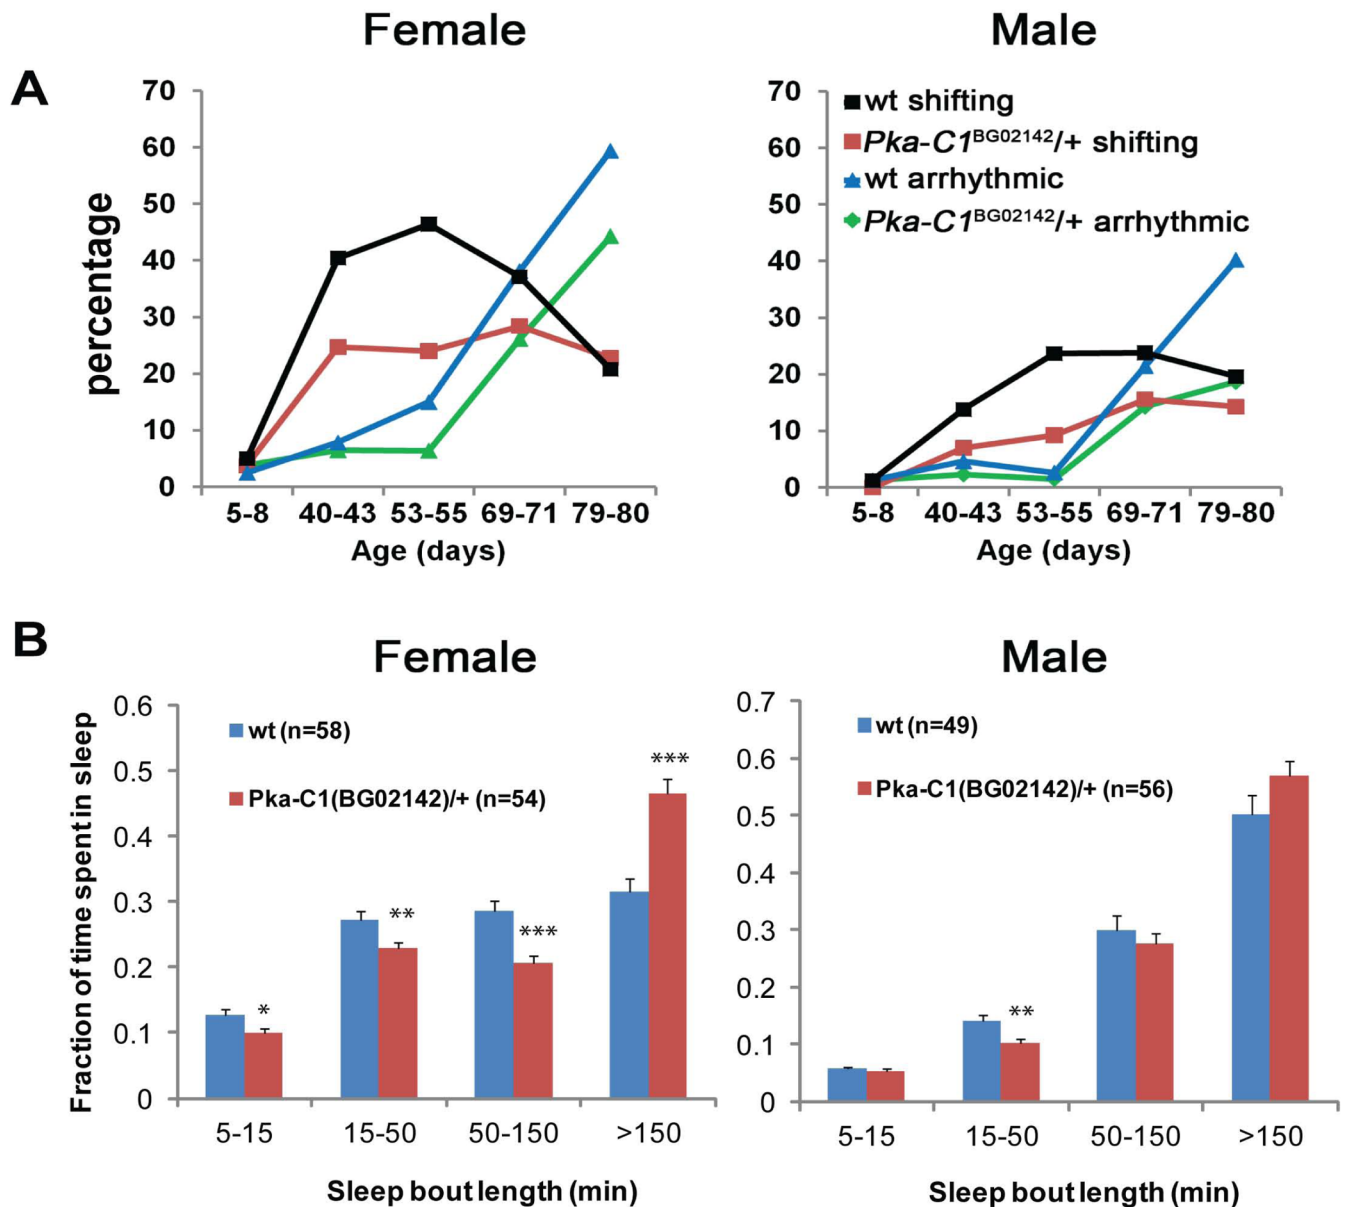 Female
Male
A
percentage
70
60
50
40
30
20
10
0
5-8 40-43 53-55 69-71 79-80
Age (days)
70
60
50
40
30
20
10
0
wt shifting
Pka-C1BG02142/+ shifting
wt arrhythmic
Pka-C1BG02142/+ arrhythmic
5-8 40-43 53-55 69-71 79-80
Age (days)
B
Female
Male
Fraction of time spent in sleep
0.6
0.5
0.4
0.3
0.2
0.1
0
wt (n=58)
Pka-C1(BG02142)/+ (n=54)
*
**
***
***
5-15 15-50 50-150 >150
Sleep bout length (min)
0.7
0.6
0.5
0.4
0.3
0.2
0.1
0
wt (n=49)
Pka-C1(BG02142)/+ (n=56)
**
5-15 15-50 50-150 >150
Sleep bout length (min)